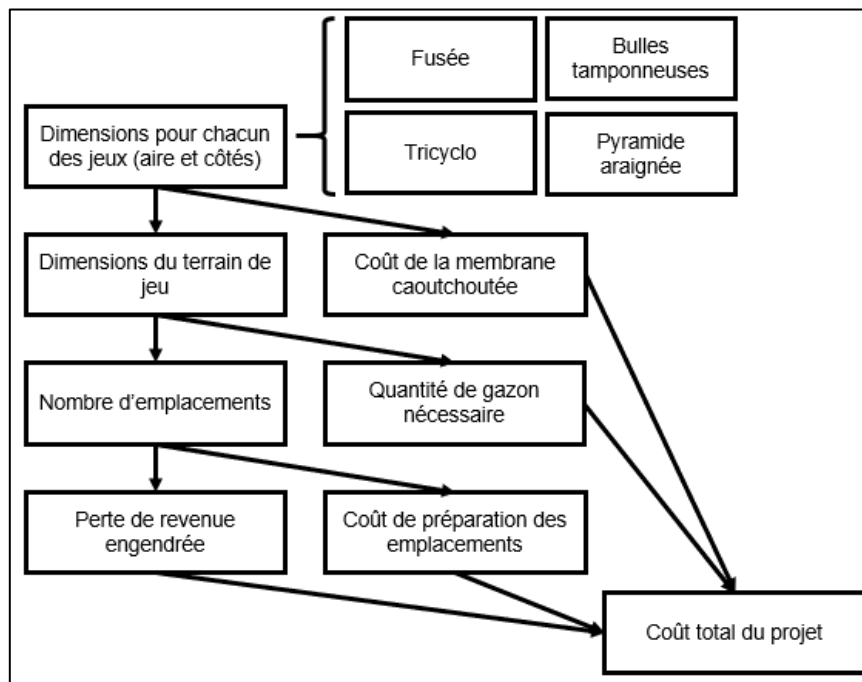 Fusée
Bulles
tamponneuses
Dimensions pour chacun
des jeux (aire et côtés)
Tricyclo
Pyramide
araignée
Dimensions du terrain de
jeu
Coût de la membrane
caoutchoutée
Nombre d'emplacements
Quantité de gazon
nécessaire
Perte de revenue
engendrée
Coût de préparation des
emplacements
Coût total du projet